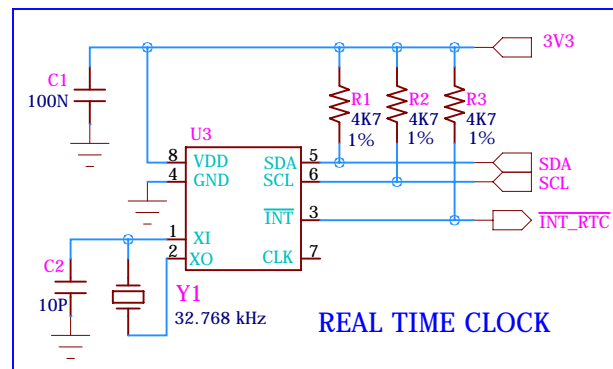 3V3
C1
100N
R1
4K7
1%
R2
4K7
1%
R3
4K7
1%
U3
8 VDD SDA 5 SDA
4 GND SCL 6 SCL
INT 3 INT_RTC
1 XI
2 XO CLK 7
C2
10P
Y1
32.768 kHz
REAL TIME CLOCK